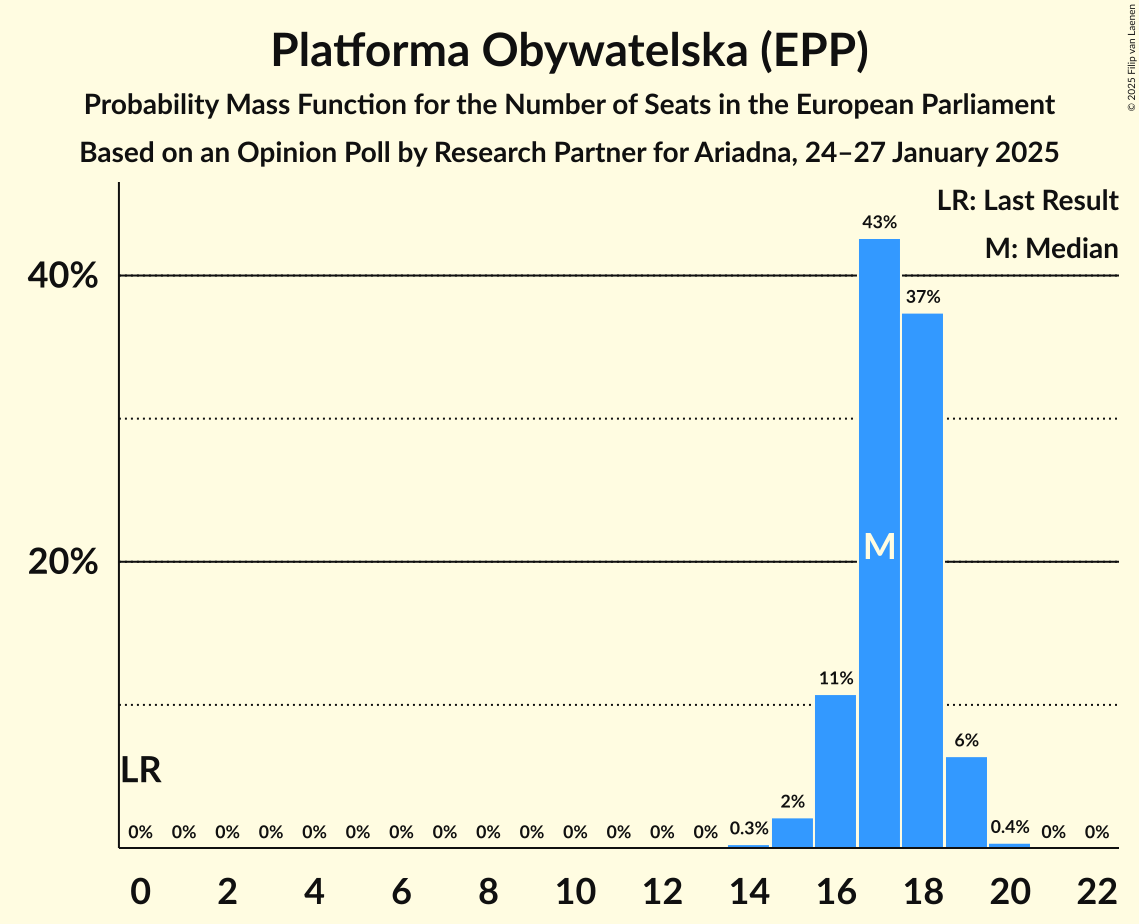 Platforma Obywatelska (EPP)
Probability Mass Function for the Number of Seats in the European Parliament
Based on an Opinion Poll by Research Partner for Ariadna, 24–27 January 2025
© 2025 Filip van Laenen
LR: Last Result
M: Median
43%
40%
37%
M
20%
11%
6%
LR
2%
0% 0% 0% 0% 0% 0% 0% 0% 0% 0% 0% 0% 0% 0% 0.3% 0.4% 0% 0%
0 2 4 6 8 10 12 14 16 18 20 22